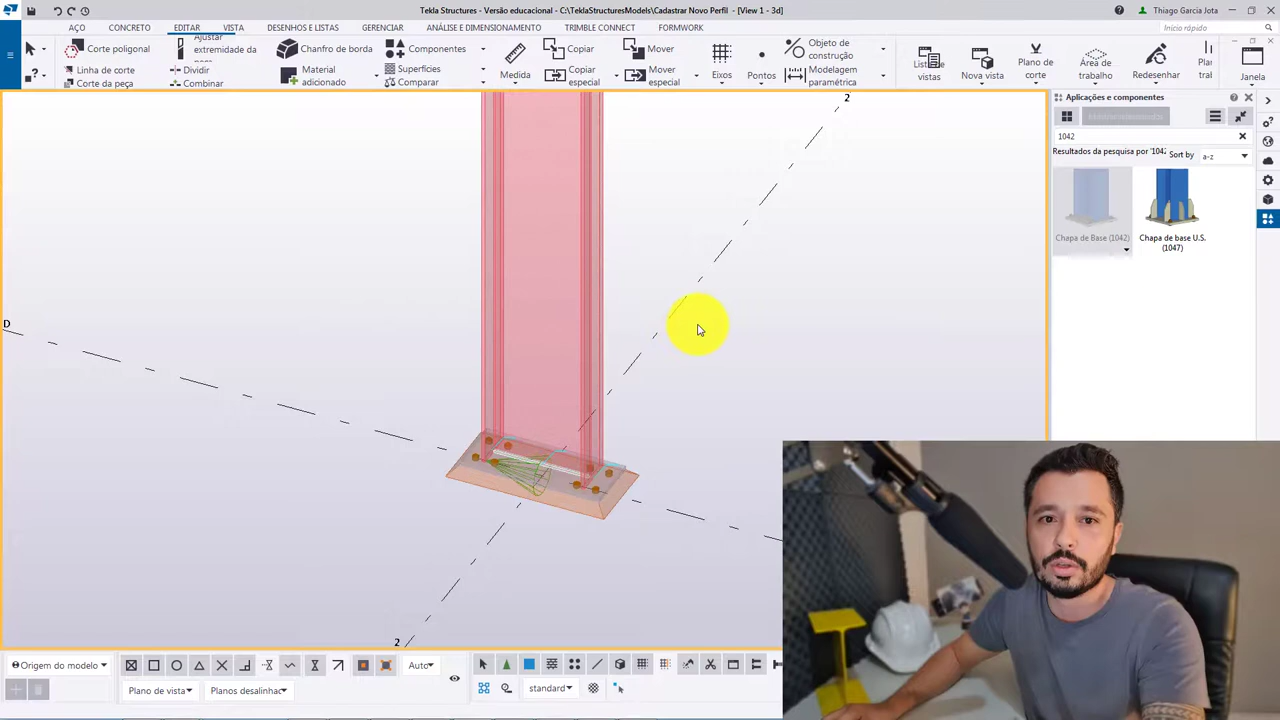 Tekla Structures - Versão educacional - C:\TeklaStructuresModels\Cadastrar Novo Perfil - [View 1 - 3d]
Thiago Garcia Jota
AÇO CONCRETO EDITAR VISTA DESENHOS E LISTAS GERENCIAR ANÁLISE E DIMENSIONAMENTO TRIMBLE CONNECT FORMWORK
Início rápido
Corte poligonal
Linha de corte
Corte da peça
Ajustar
extremidade da
Dividir
Combinar
Chanfro de borda
Material
adicionado
Componentes
Superfícies
Comparar
Medida
Copiar
Copiar
especial
Mover
Mover
especial
Eixos
Pontos
Objeto de
construção
Modelagem
paramétrica
vistas
Nova vista
Plano de
corte
Área de
trabalho
Redesenhar
Janela
Aplicações e componentes
1042
Resultados da pesquisa por '1042
Sort by
a-z
Chapa de Base (1042)
Chapa de base U.S.
(1047)
2
D
2
Origem do modelo
Auto
Plano de vista
Planos desalinha
standard